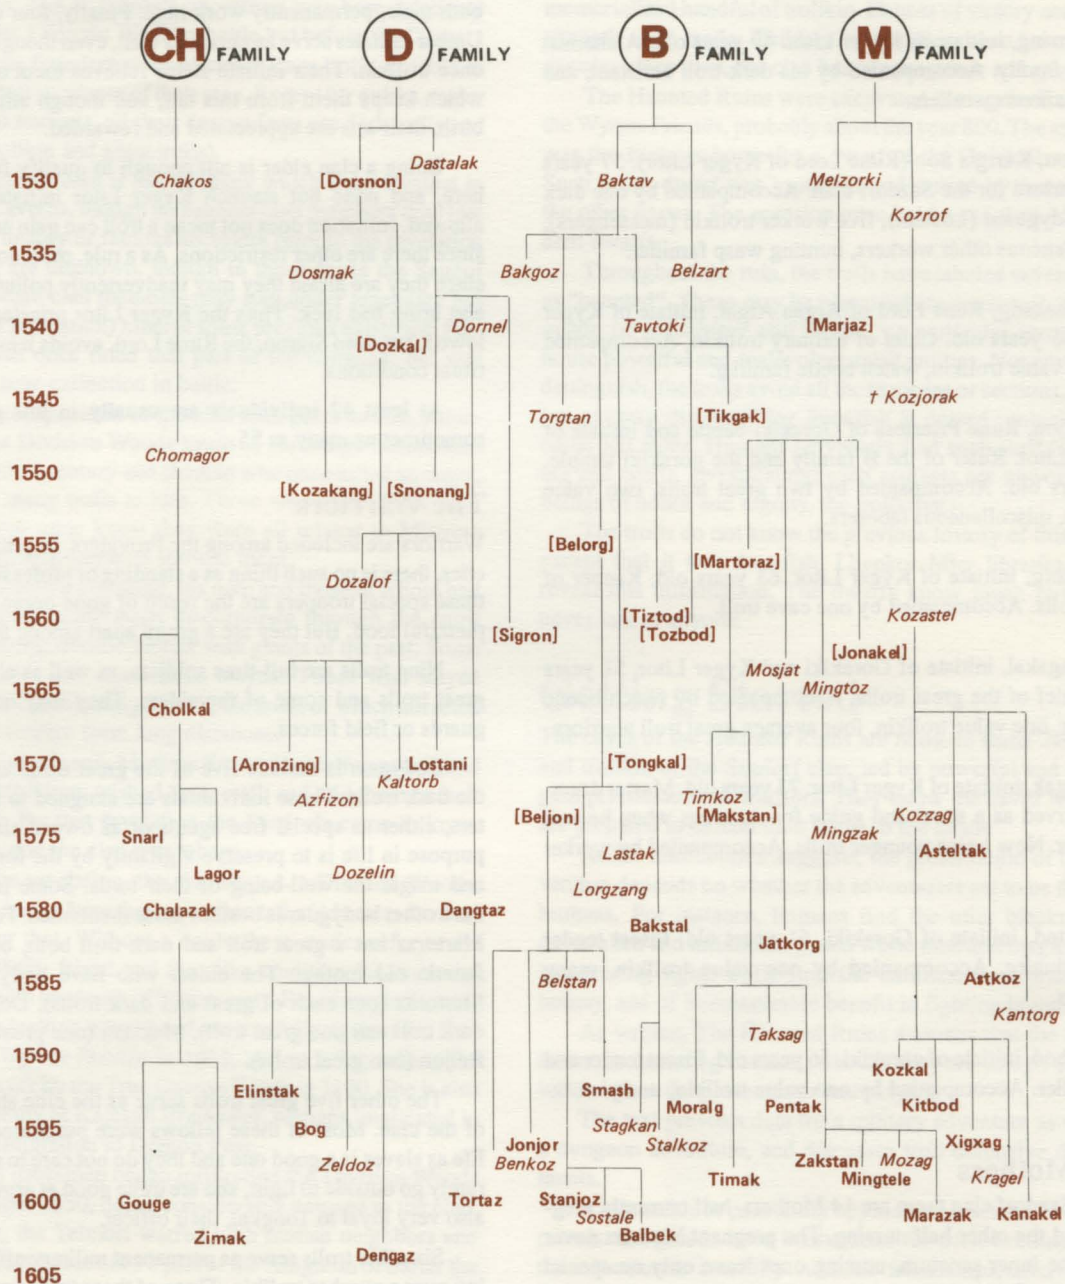 CH FAMILY D FAMILY B FAMILY M FAMILY
Dastalak
1530 Chakos [Dorsnon] Baktav Melzorki
Kozrof
1535
Dosmak Bakgoz Belzart
1540 Dornel Tavtoki [Marjaz]
[Dozkal]
1545 † Kozjorak
Torgtan [Tikgak]
Chomagor
1550
[Kozakang] [Snonang]
1555 [Belorg]
[Martoraz]
Dozalof
1560 [Tiztod] Kozastel
[Sigron] [Tozbod]
[Jonakel]
Mosjat
1565 Mingtoz
Cholkal
1570 [Aronzing] Lostani [Tongkal]
Kaltorb
Azfizon Timkoz
[Beljon] [Makstan] Kozzag
1575 Snarl Mingzak
Lastak Asteltak
Lagor Dozelin
Lorgzang
1580 Chalazak Dangtaz
Bakstal
Jatkorg
1585 Belstan Astkoz
Kantorg
Taksag
1590
Kozkal
Elinstak Smash
Moralg Pentak Kitbod
1595 Bog Stagkan
Jonjor Stalkoz Xigxag
Zeldoz Benkoz Zakstan Mozag
Timak Mingtele Kragel
1600 Gouge Tortaz Stanjoz
Sostale Marzak Kanakel
Zimak Balbek
Dengaz
1605